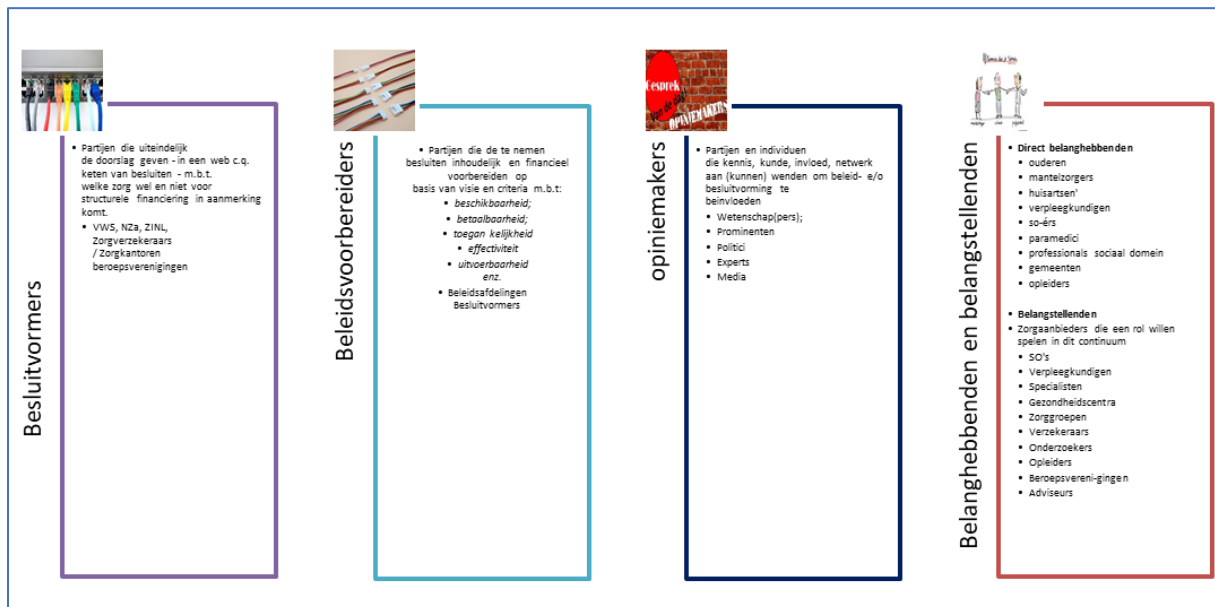 Besluitvormers
Partijen die uiteindelijk
de doorslag geven - in een web c.q.
keten van besluiten - m.b.t.
welke zorg wel en niet voor
structurele financiering in aanmerking
komt.
VWS, NZa, ZINL,
Zorgverzekeraars
/ Zorgkantoren
beroepsverenigingen
Beleidsvoorbereiders
Partijen die de te nemen
besluiten inhoudelijk en financieel
voorbereiden op
basis van visie en criteria m.b.t:
beschikbaarheid;
betaalbaarheid;
toegan kelijkheid
effectiviteit
uitvoerbaarheid
enz.
Beleidsafdelingen
Besluitvormers
Gesprek
van de dag!
OPINIEMAKERS
opiniemakers
Partijen en individuen
die kennis, kunde, invloed, netwerk
aan (kunnen) wenden om beleid- e/o
besluitvorming te
beinvloeden
Wetenschap(pers);
Prominenten
Politici
Experts
Media
Belanghebbenden en belangstellenden
Direct belanghebbenden
ouderen
mantelzorgers
huisartsen'
verpleegkundigen
so-érs
paramedici
professionals sociaal domein
gemeenten
opleiders
Belangstellenden
Zorgaanbieders die een rol willen
spelen in dit continuum
SO's
Verpleegkundigen
Specialisten
Gezondheidscentra
Zorggroepen
Verzekeraars
Onderzoekers
Opleiders
Beroepsvereni-gingen
Adviseurs